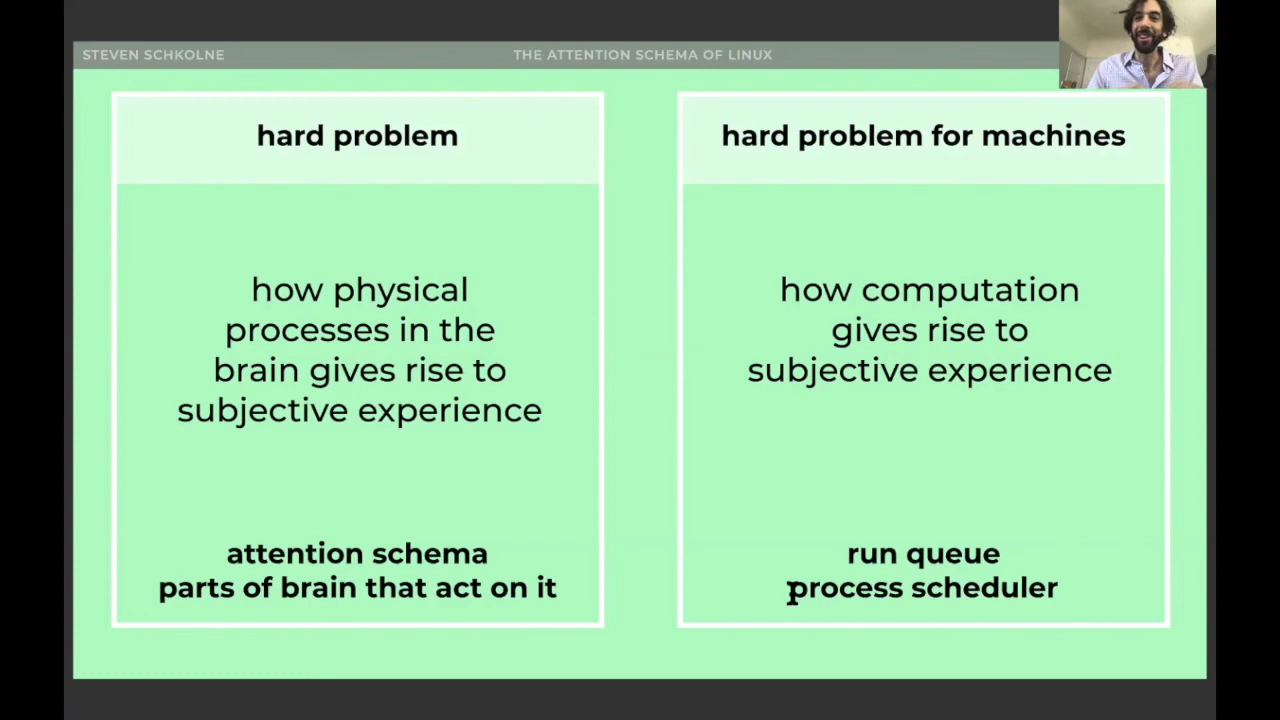 STEVEN SCHKOLNE
THE ATTENTION SCHEMA OF LINUX
hard problem
how physical
processes in the
brain gives rise to
subjective experience
attention schema
parts of brain that act on it
hard problem for machines
how computation
gives rise to
subjective experience
run queue
process scheduler